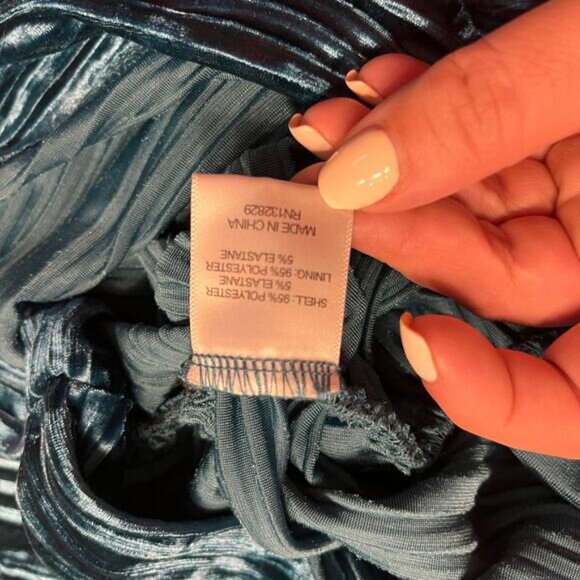 SHELL: 95% POLYESTER
5% ELASTANE
LINING: 95% POLYESTER
5% ELASTANE
MADE IN CHINA
RN132829